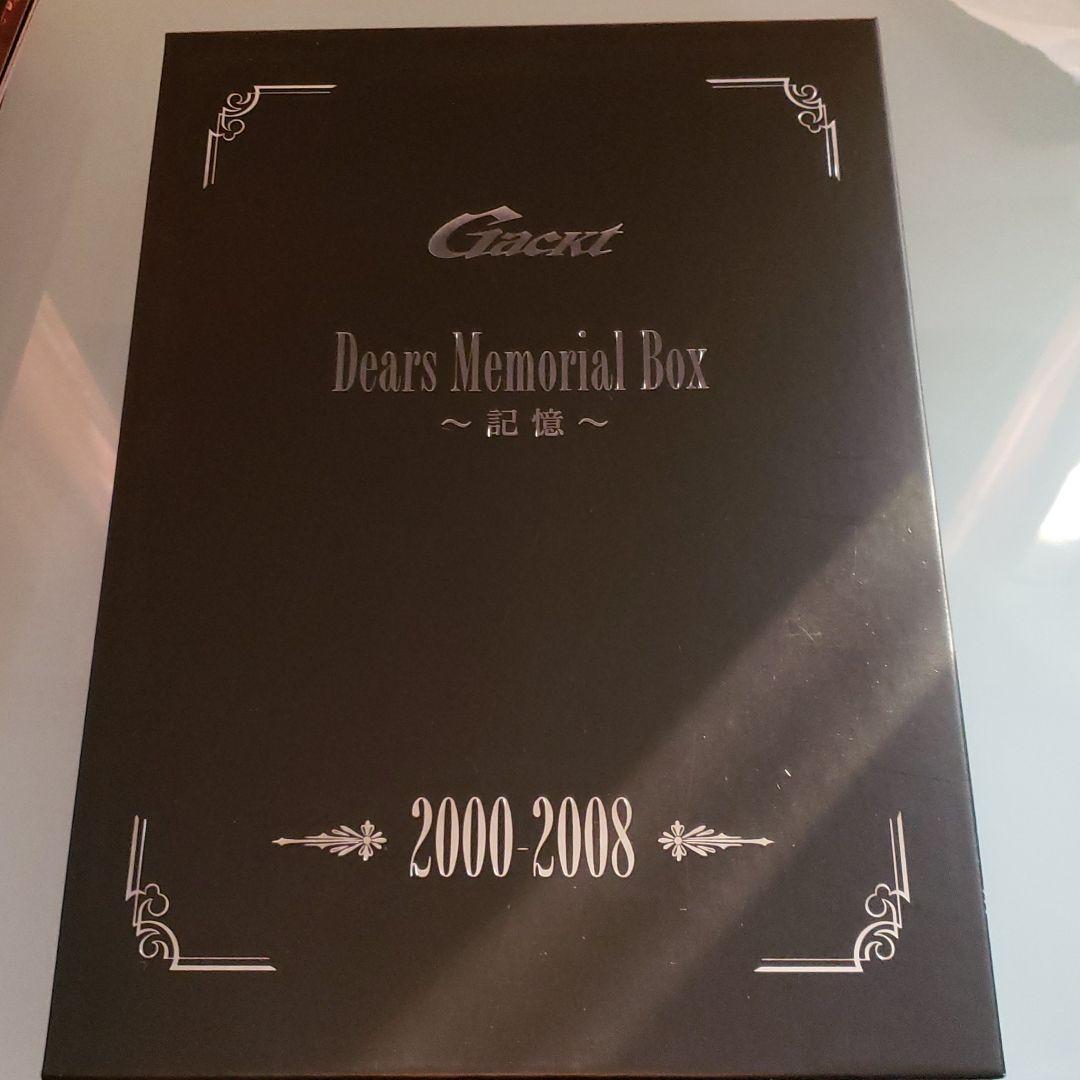 Gackt
Dears Memorial Box
～記憶～
2000-2008